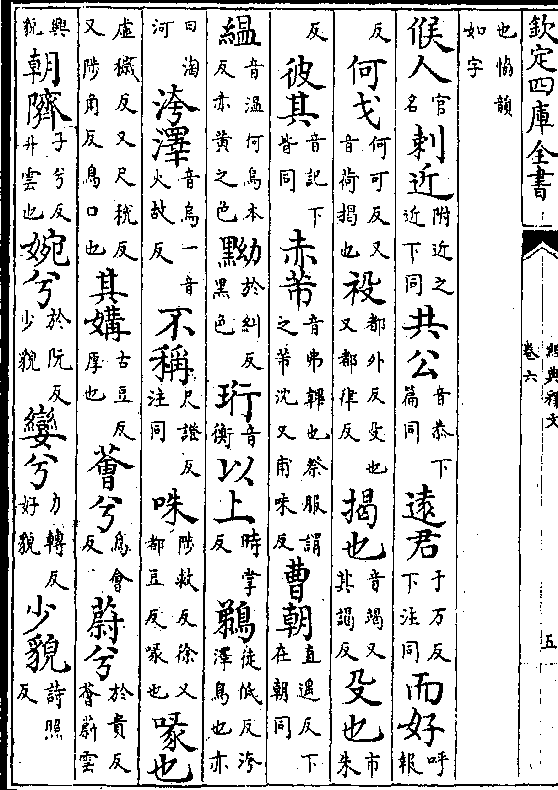 欽定四庫全書 經典釋文 卷六 五
也恊韻如字
候人官名刺近附近之近下同共公音恭下篇同遠君于万反下注同而好呼報
反何戈何可反又音荷揭也祋都外反殳也又都律反揭也音竭又其謁反殳也市朱
反彼其音記下皆同赤芾音弗韠也祭服謂之芾沈又甫味反曹朝直遥反下在朝同
緼音温何烏本反亦黄之色黝於糾反黑色珩音衡以上時掌反鵜徒低反洿澤鳥也亦
曰淘河洿澤音烏一音火故反不稱尺證反注同咮陟救反徐又都豆反喙也喙也
虚穢反又尺稅反又陟角反鳥口也其媾古豆反厚也薈兮烏會反蔚兮於貴反薈蔚雲
興貌朝隮子兮反升雲也婉兮於阮反少貌孌兮力轉反好貌少貌詩照反